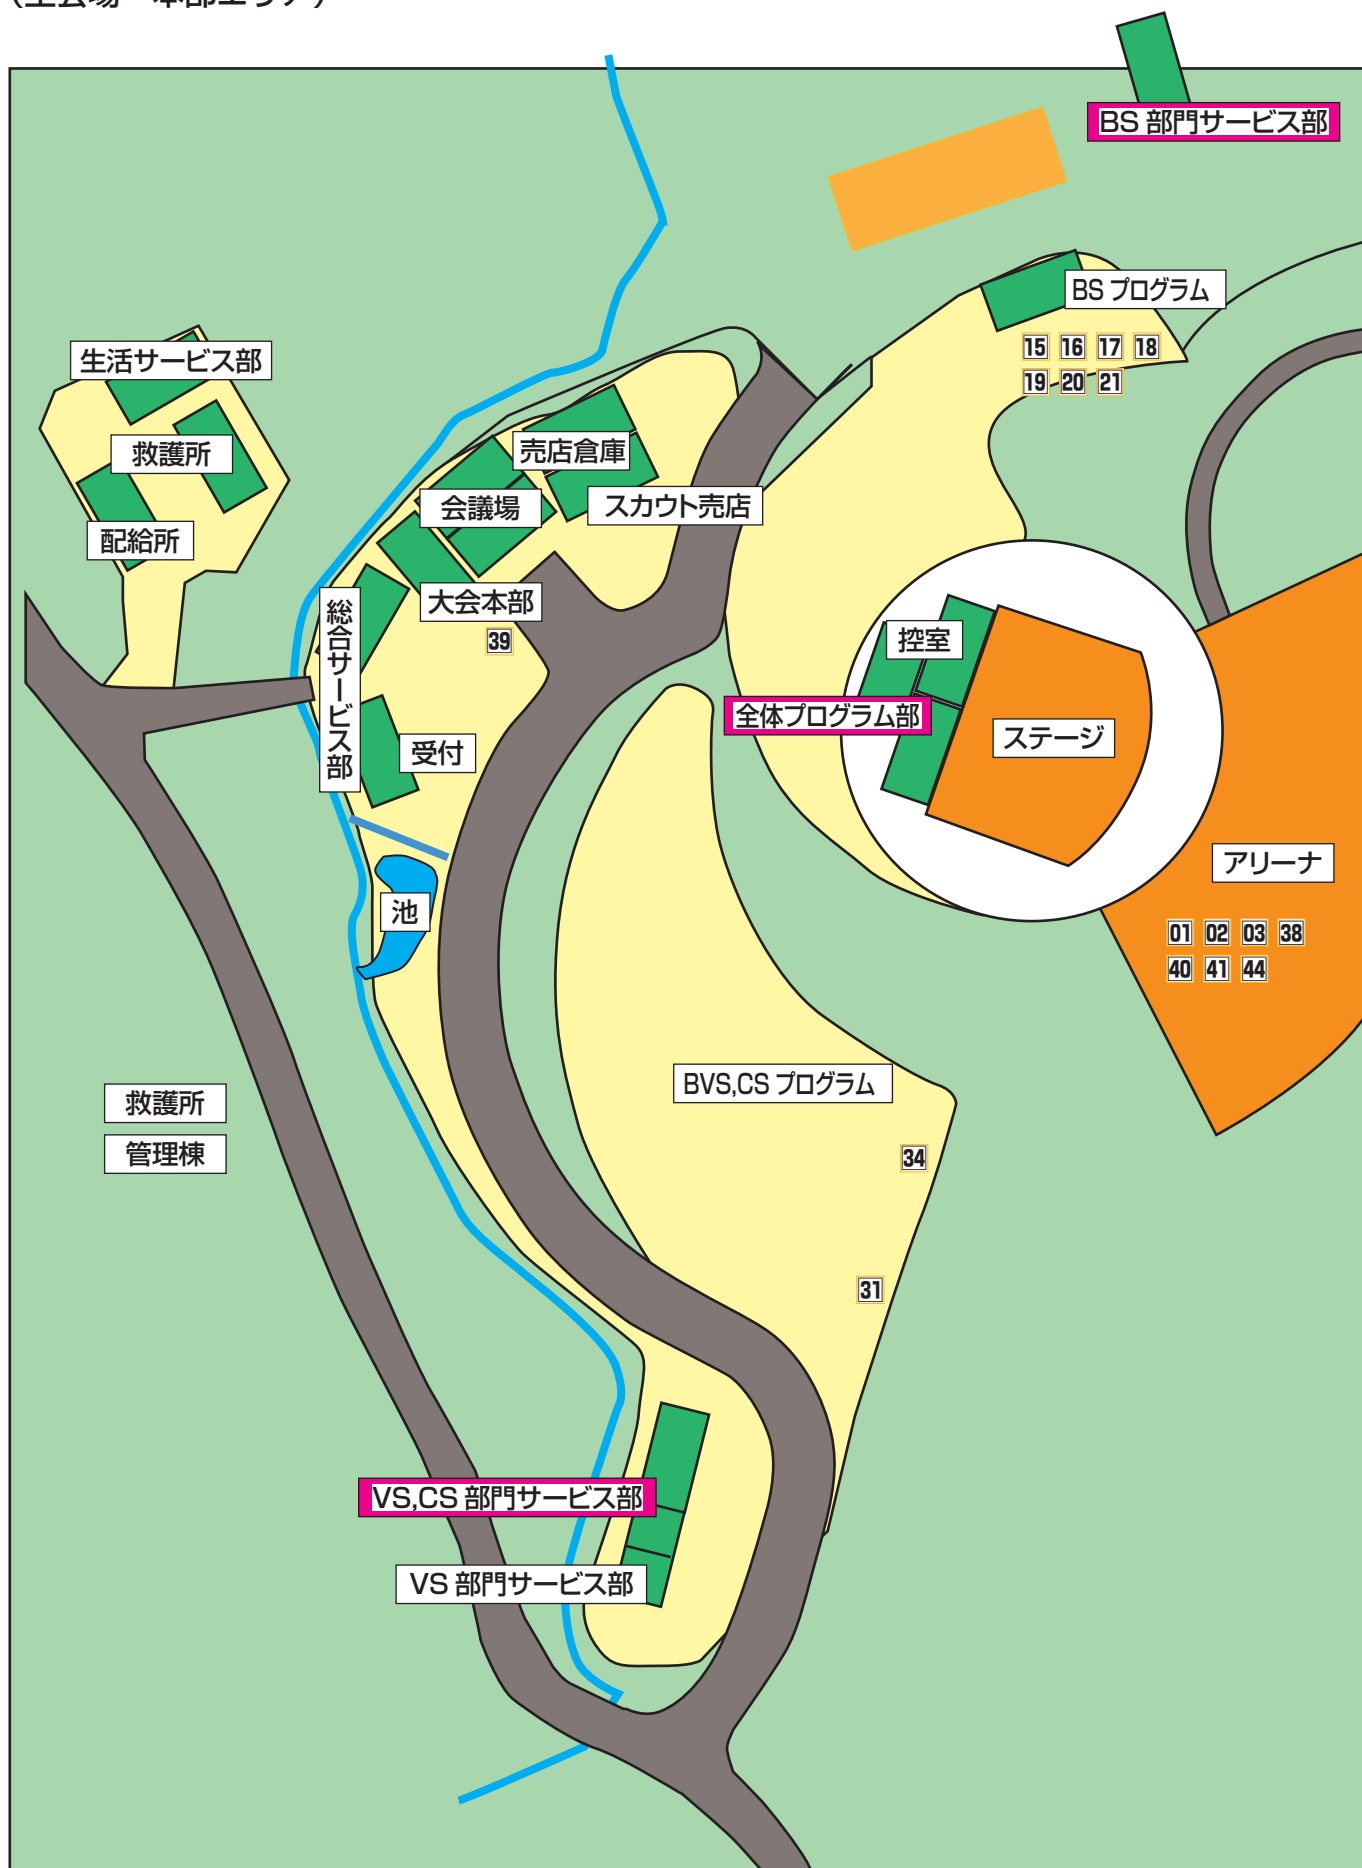 BS 部門サービス部
BS プログラム
15 16 17 18
19 20 21
生活サービス部
救護所
配給所
売店倉庫
会議場
スカウト売店
大会本部
39
総合サービス部
受付
池
控室
全体プログラム部
ステージ
アリーナ
01 02 03 38
40 41 44
BVS,CS プログラム
34
31
救護所
管理棟
VS,CS 部門サービス部
VS 部門サービス部